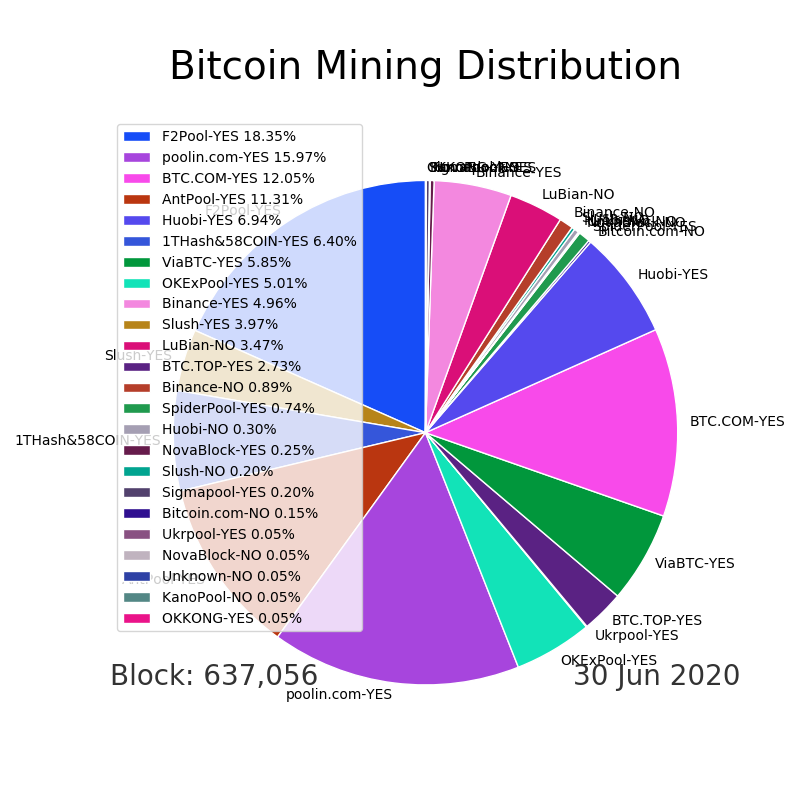 Bitcoin Mining Distribution
F2Pool-YES 18.35%
poolin.com-YES 15.97%
BTC.COM-YES 12.05%
AntPool-YES 11.31%
Huobi-YES 6.94%
1THash&58COIN-YES 6.40%
ViaBTC-YES 5.85%
OKExPool-YES 5.01%
Binance-YES 4.96%
Slush-YES 3.97%
LuBian-NO 3.47%
BTC.TOP-YES 2.73%
Binance-NO 0.89%
SpiderPool-YES 0.74%
Huobi-NO 0.30%
NovaBlock-YES 0.25%
Slush-NO 0.20%
Sigmapool-YES 0.20%
Bitcoin.com-NO 0.15%
Ukrpool-YES 0.05%
NovaBlock-NO 0.05%
Unknown-NO 0.05%
KanoPool-NO 0.05%
OKKONG-YES 0.05%
F2Pool-YES
Slush-YES
1THash&58COIN-YES
AntPool-YES
poolin.com-YES
OKExPool-YES
Ukrpool-YES
BTC.TOP-YES
ViaBTC-YES
BTC.COM-YES
Huobi-YES
Bitcoin.com-NO
SpiderPool-YES
Binance-NO
LuBian-NO
Binance-YES
Block: 637,056
30 Jun 2020